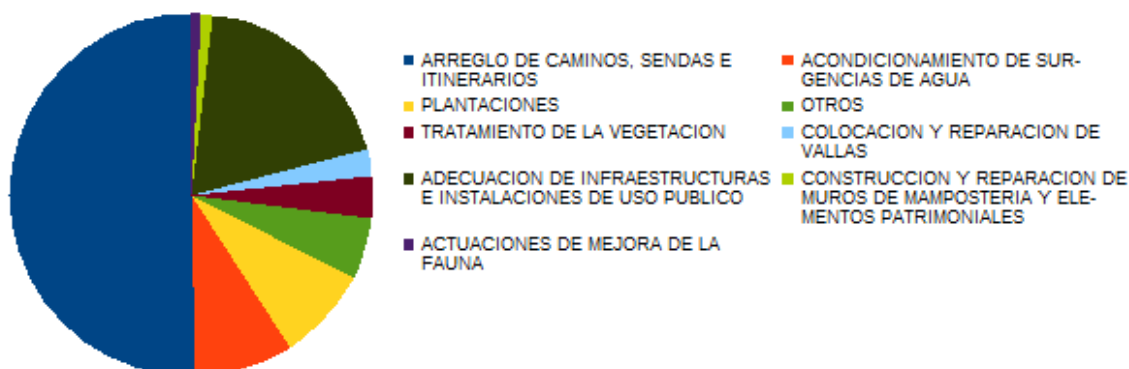 ARREGLO DE CAMINOS, SENDAS E
ITINERARIOS
ACONDICIONAMIENTO DE SUR-
GENCIAS DE AGUA
PLANTACIONES
OTROS
TRATAMIENTO DE LA VEGETACION
COLOCACION Y REPARACION DE
VALLAS
ADECUACION DE INFRAESTRUCTURAS
E INSTALACIONES DE USO PUBLICO
CONSTRUCCION Y REPARACION DE
MUROS DE MAMPOSTERIA Y ELE-
MENTOS PATRIMONIALES
ACTUACIONES DE MEJORA DE LA
FAUNA